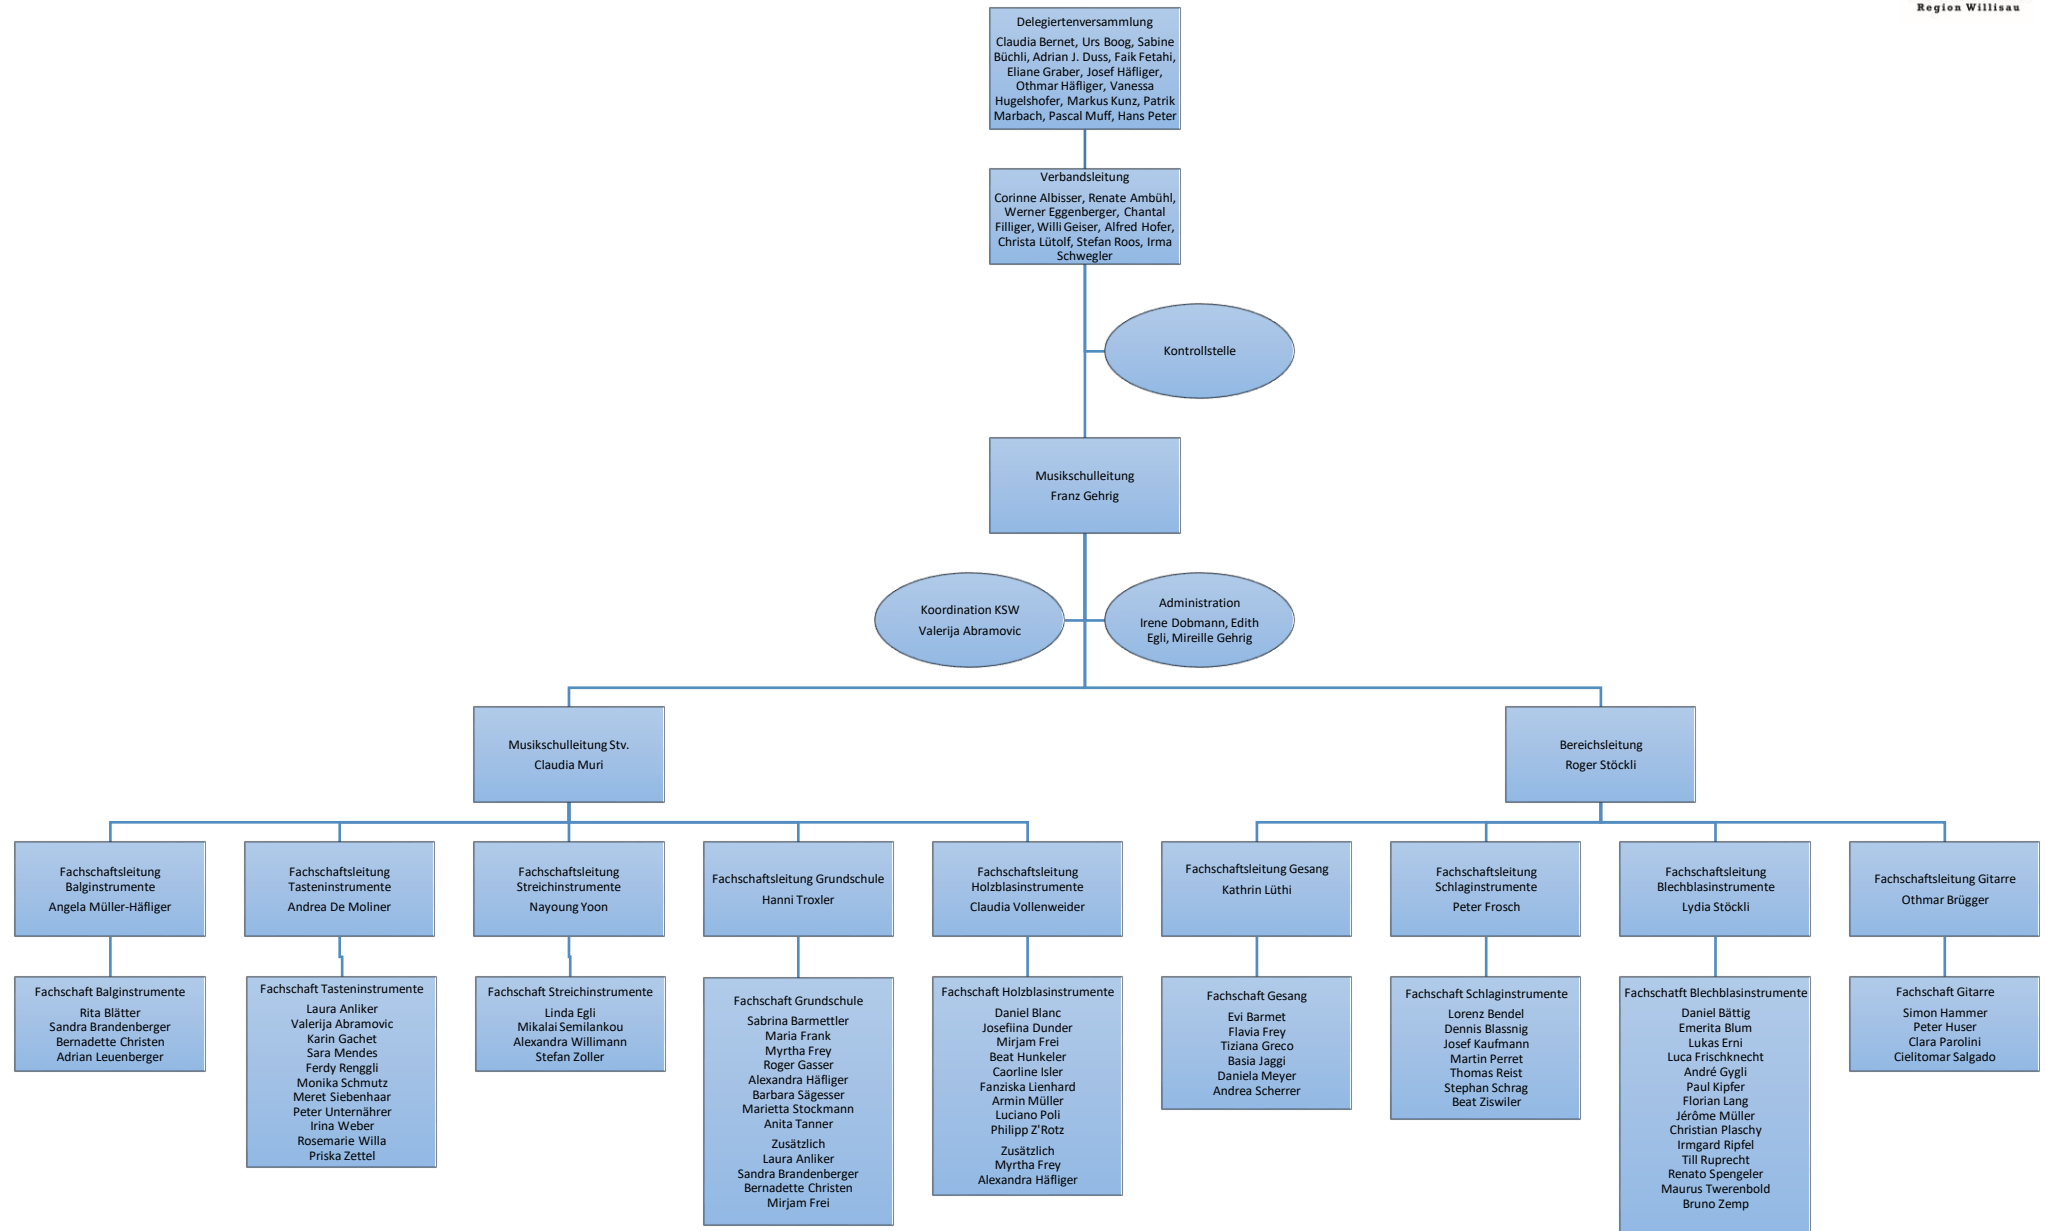 Region Willisau
Delegiertenversammlung
Claudia Bernet, Urs Boog, Sabine
Büchli, Adrian J. Duss, Faik Fetahi,
Eliane Graber, Josef Häfliger,
Othmar Häfliger, Vanessa
Hugelshofer, Markus Kunz, Patrik
Marbach, Pascal Muff, Hans Peter
Verbandsleitung
Corinne Albisser, Renate Ambühl,
Werner Eggenberger, Chantal
Filliger, Willi Geiser, Alfred Hofer,
Christa Lütolf, Stefan Roos, Irma
Schwegler
Kontrollstelle
Musikschulleitung
Franz Gehrig
Koordination KSW
Valerija Abramovic
Administration
Irene Dobmann, Edith
Egli, Mireille Gehrig
Musikschulleitung Stv.
Claudia Muri
Bereichsleitung
Roger Stöckli
Fachschaftsleitung
Balginstrumente
Angela Müller-Häfliger
Fachschaftsleitung
Tasteninstrumente
Andrea De Moliner
Fachschaftsleitung
Streichinstrumente
Nayoung Yoon
Fachschaftsleitung Grundschule
Hanni Troxler
Fachschaftsleitung
Holzblasinstrumente
Claudia Vollenweider
Fachschaftsleitung Gesang
Kathrin Lüthi
Fachschaftsleitung
Schlaginstrumente
Peter Frosch
Fachschaftsleitung
Blechblasinstrumente
Lydia Stöckli
Fachschaftsleitung Gitarre
Othmar Brügger
Fachschaft Balginstrumente
Rita Blätter
Sandra Brandenberger
Bernadette Christen
Adrian Leuenberger
Fachschaft Tasteninstrumente
Laura Anliker
Valerija Abramovic
Karin Gachet
Sara Mendes
Ferdy Renggli
Monika Schmutz
Meret Siebenhaar
Peter Unternährer
Irina Weber
Rosemarie Willa
Priska Zettel
Fachschaft Streichinstrumente
Linda Egli
Mikalai Semilankou
Alexandra Willimann
Stefan Zoller
Fachschaft Grundschule
Sabrina Barmettler
Maria Frank
Myrtha Frey
Roger Gasser
Alexandra Häfliger
Barbara Sägesser
Marietta Stockmann
Anita Tanner
Zusätzlich
Laura Anliker
Sandra Brandenberger
Bernadette Christen
Mirjam Frei
Fachschaft Holzblasinstrumente
Daniel Blanc
Josefiina Dunder
Mirjam Frei
Beat Hunkeler
Caorline Isler
Fanziska Lienhard
Armin Müller
Luciano Poli
Philipp Z'Rotz
Zusätzlich
Myrtha Frey
Alexandra Häfliger
Fachschaft Gesang
Evi Barmet
Flavia Frey
Tiziana Greco
Basia Jaggi
Daniela Meyer
Andrea Scherrer
Fachschaft Schlaginstrumente
Lorenz Bendel
Dennis Blassnig
Josef Kaufmann
Martin Perret
Thomas Reist
Stephan Schrag
Beat Ziswiler
Fachschatft Blechblasinstrumente
Daniel Bättig
Emerita Blum
Lukas Erni
Luca Frischknecht
André Gygli
Paul Kipfer
Florian Lang
Jérôme Müller
Christian Plaschy
Irmgard Ripfel
Till Ruprecht
Renato Spengeler
Maurus Twerenbold
Bruno Zemp
Fachschaft Gitarre
Simon Hammer
Peter Huser
Clara Parolini
Cielitomar Salgado